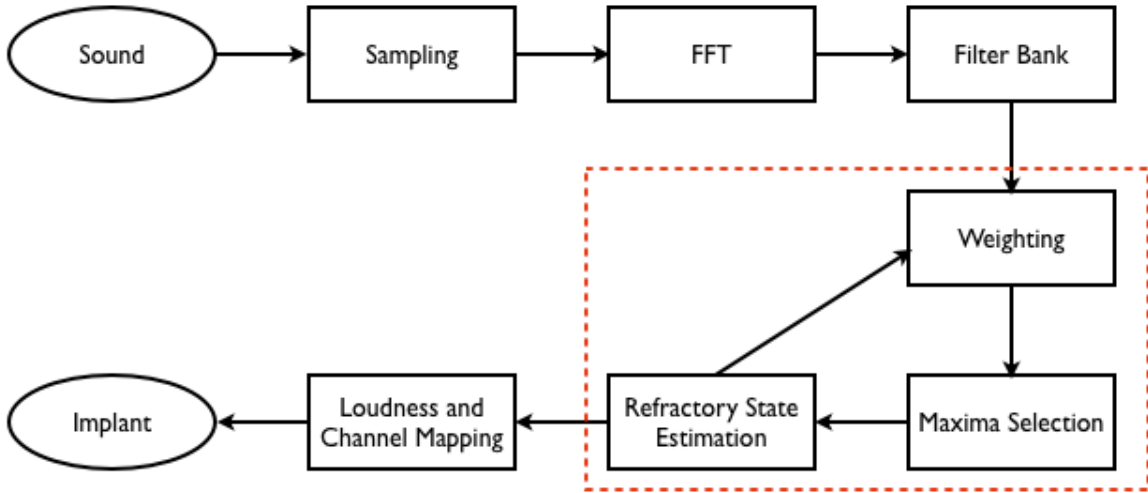 Sound
Sampling
FFT
Filter Bank
Weighting
Implant
Loudness and
Channel Mapping
Refractory State
Estimation
Maxima Selection